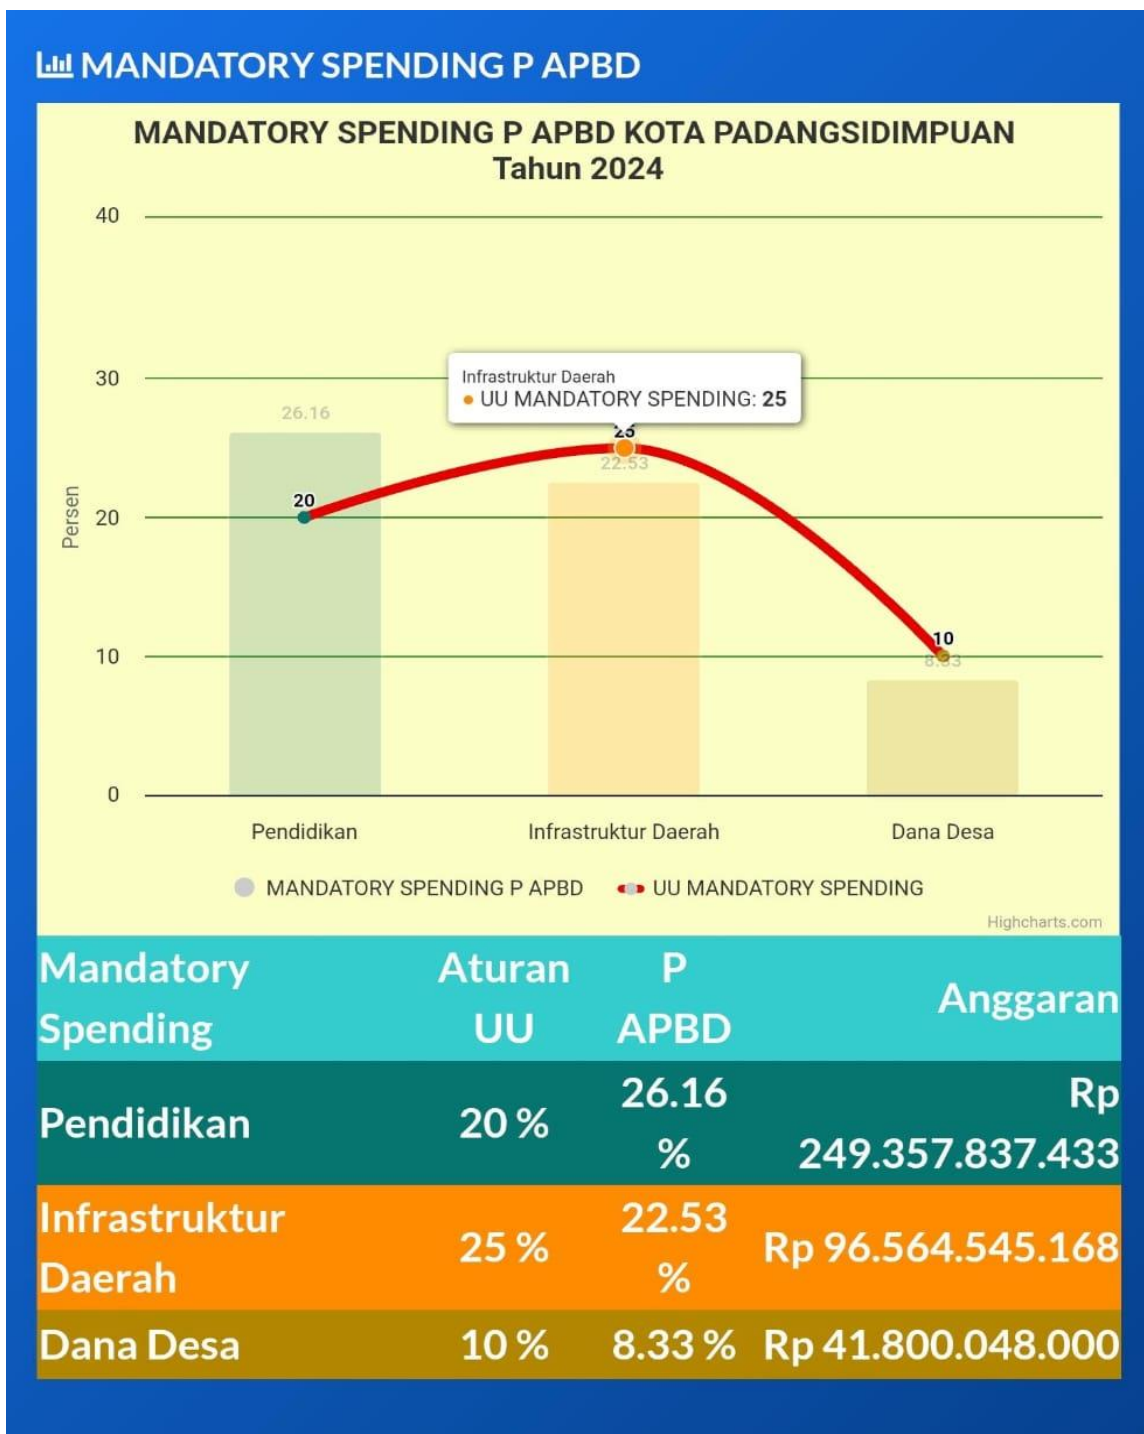 MANDATORY SPENDING P APBD
MANDATORY SPENDING P APBD KOTA PADANGSIDIMPUAN
Tahun 2024
40
30
20
10
0
Persen
26.16
Infrastruktur Daerah
UU MANDATORY SPENDING: 25
25
22.53
20
10
8.33
Pendidikan
Infrastruktur Daerah
Dana Desa
MANDATORY SPENDING P APBD
UU MANDATORY SPENDING
Highcharts.com
Mandatory Spending
Aturan UU
P APBD
Anggaran
Pendidikan
20 %
26.16 %
Rp 249.357.837.433
Infrastruktur Daerah
25 %
22.53 %
Rp 96.564.545.168
Dana Desa
10 %
8.33 %
Rp 41.800.048.000